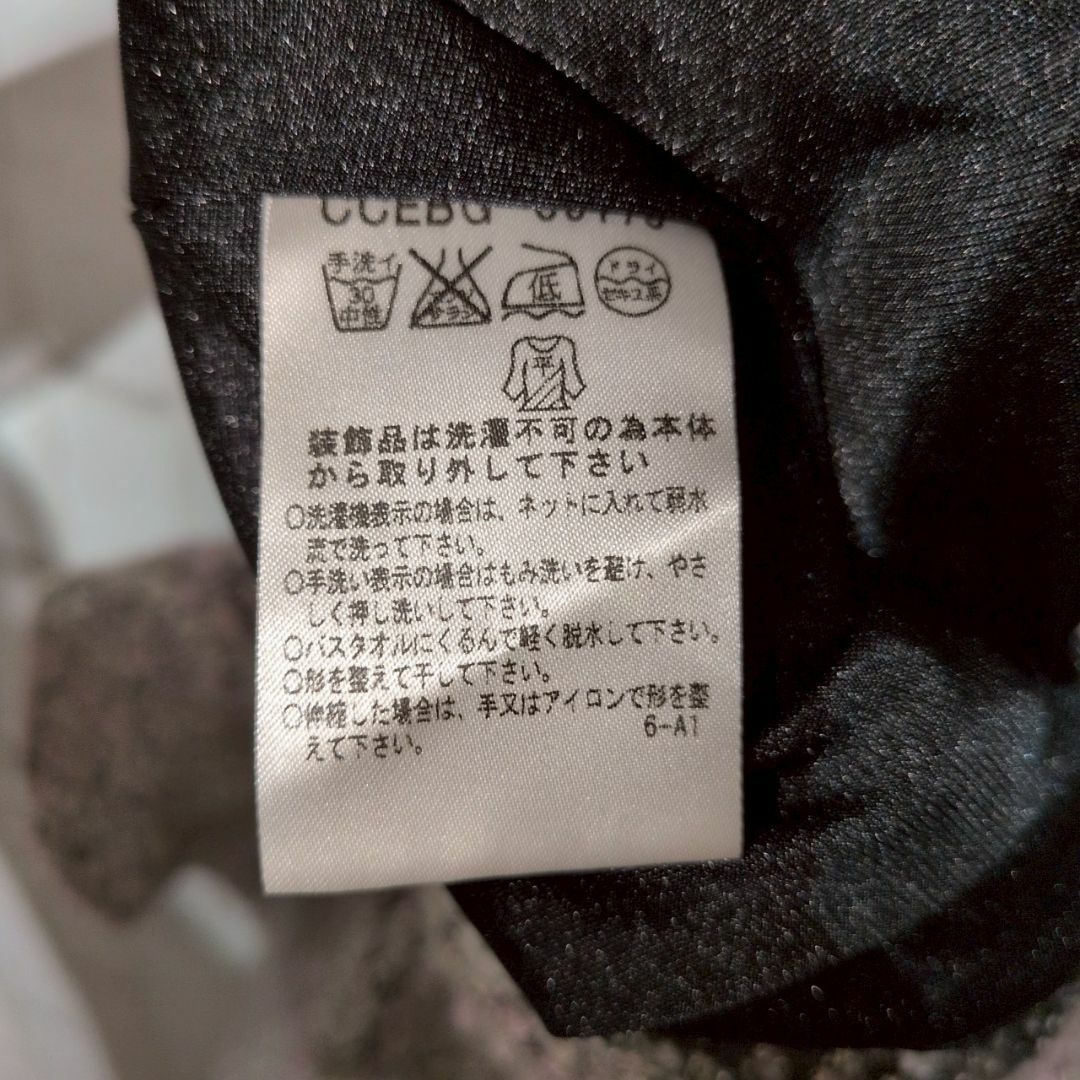 CCEBG
手洗イ
30
中性
エンソサラシ
低
ドライ
セキユ系
平
装飾品は洗濯不可の為本体
から取り外して下さい
○洗濯機表示の場合は、ネットに入れて弱水
流で洗って下さい。
○手洗い表示の場合はもみ洗いを避け、やさ
しく押し洗いして下さい。
○バスタオルにくるんで軽く脱水して下さい。
○形を整えて干して下さい。
○伸縮した場合は、手又はアイロンで形を整
えて下さい。
6-A1